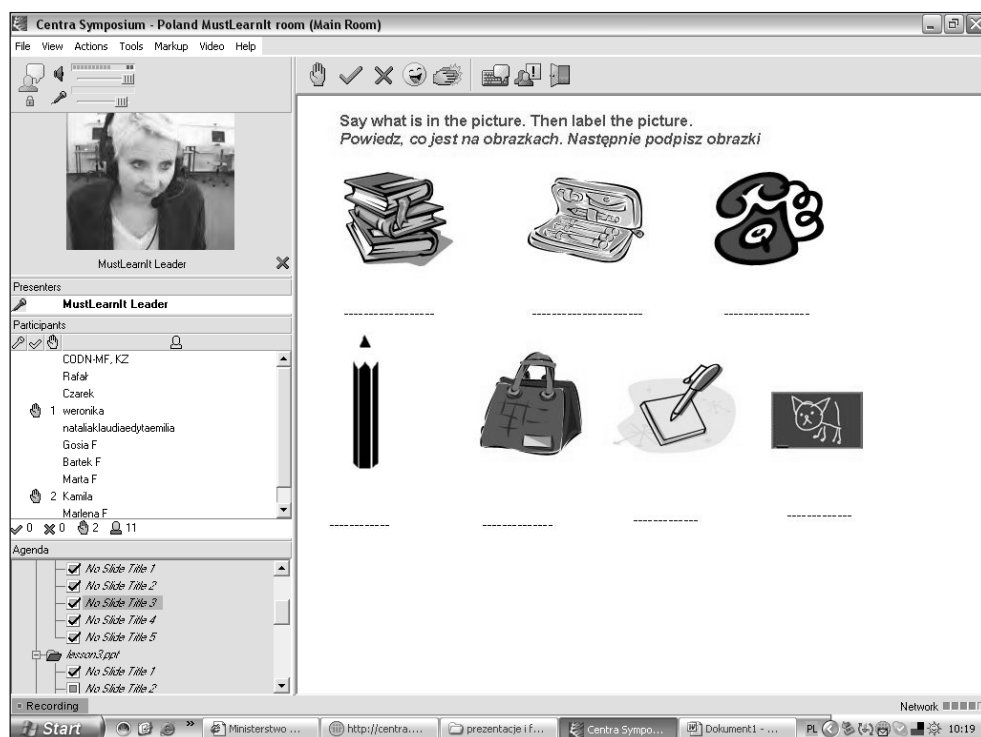 Centra Symposium - Poland MustLearnIt room (Main Room)
File View Actions Tools Markup Video Help
MustLearnIt Leader
Presenters
MustLearnIt Leader
Participants
CODN-MF, KZ
Rafał
Czarek
1 weronika
nataliaklaudiaedytaemilia
Gosia F
Bartek F
Marta F
2 Kamila
Marlena F
0 0 2 11
Agenda
No Slide Title 1
No Slide Title 2
No Slide Title 3
No Slide Title 4
No Slide Title 5
lesson3.ppt
No Slide Title 1
No Slide Title 2
Say what is in the picture. Then label the picture.
Powiedz, co jest na obrazkach. Następnie podpisz obrazki
------------------
----------------------
-----------------
------------
--------------
-------------
-------------
Recording
Network
Start » Ministerstwo ... http://centra.... prezentacje i f... Centra Sympo... Dokument1 - ... PL 10:19